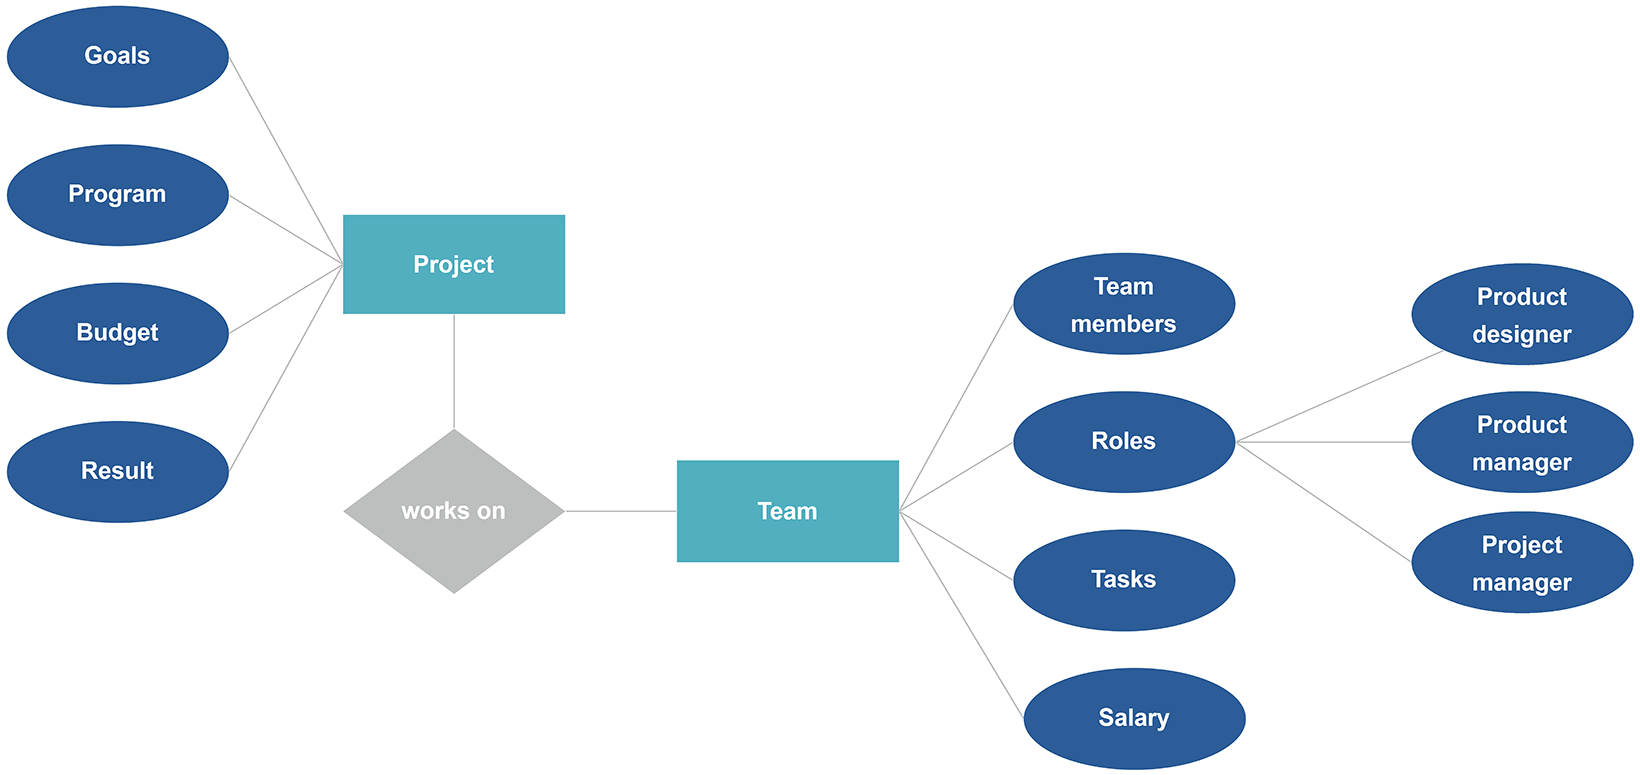 Goals
Program
Budget
Result
Project
works on
Team
Team
members
Roles
Tasks
Salary
Product
designer
Product
manager
Project
manager